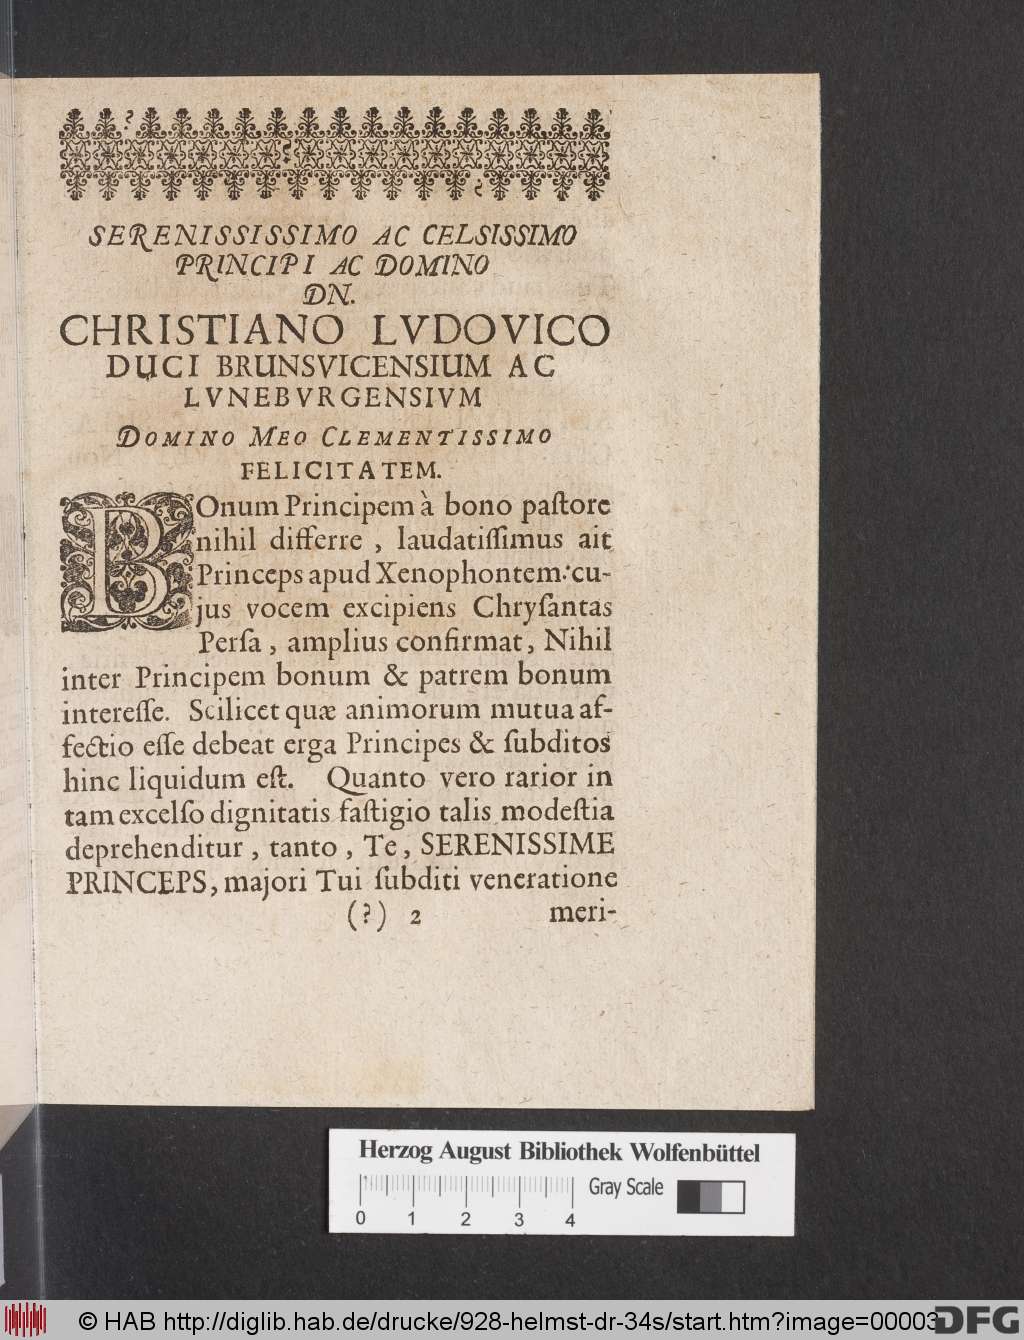 SERENISSISSIMO AC CELSISSIMO
PRINCIPI AC DOMINO
DN.
CHRISTIANO LVDOVICO
DUCI BRUNSVICENSIUM AC
LVNEBVRGENSIVM
DOMINO MEO CLEMENTISSIMO
FELICITATEM.
BOnum Principem à bono paſtore
nihil differre , laudatiſſimus ait
Princeps apud Xenophontem: cu-
jus vocem excipiens Chryſantas
Perſa , amplius confirmat, Nihil
inter Principem bonum & patrem bonum
intereſſe. Scilicet quæ animorum mutua af-
fectio eſſe debeat erga Principes & ſubditos
hinc liquidum eſt. Quanto vero rarior in
tam excelſo dignitatis faſtigio talis modeſtia
deprehenditur , tanto , Te, SERENISSIME
PRINCEPS, majori Tui ſubditi veneratione
(?) 2 meri-
Herzog August Bibliothek Wolfenbüttel
Gray Scale
0 1 2 3 4
© HAB http://diglib.hab.de/drucke/928-helmst-dr-34s/start.htm?image=00003
DFG